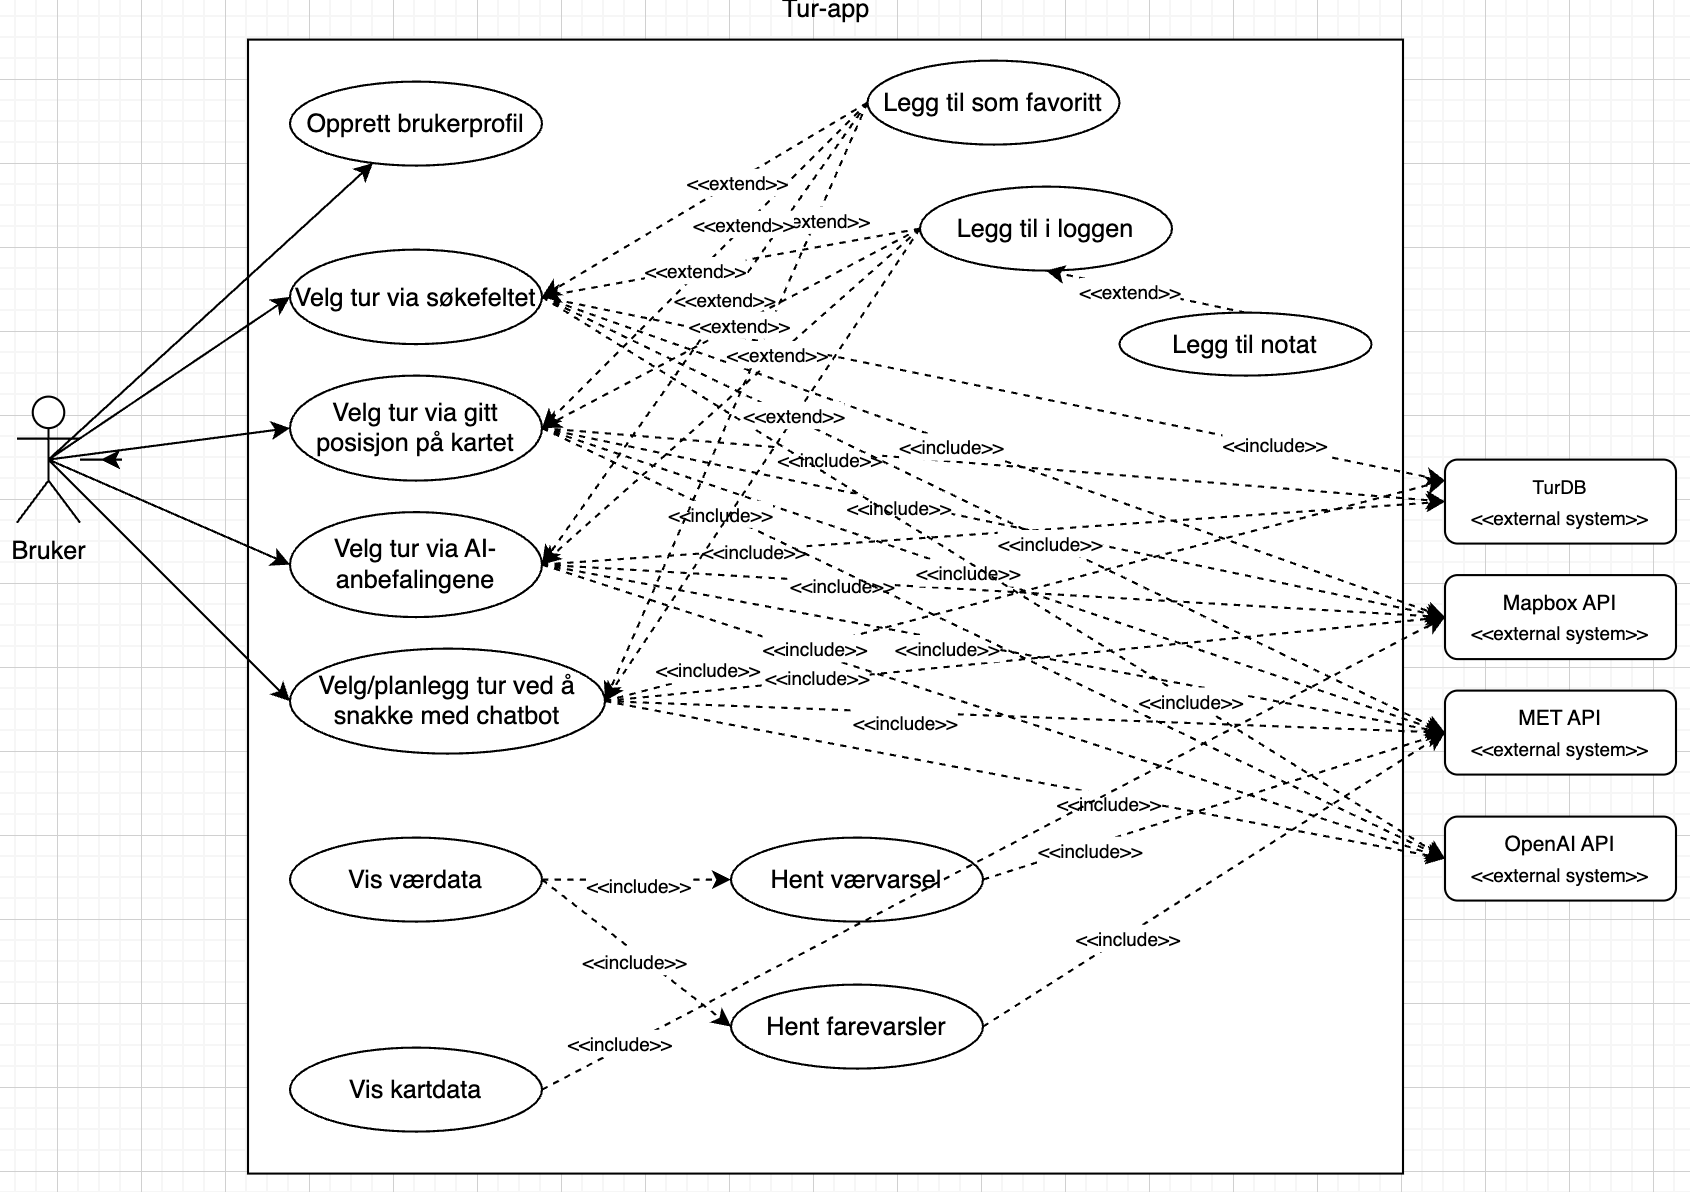 Tur-app
Opprett brukerprofil
Legg til som favoritt
<<extend>>
<<extend>>
extend>>
Legg til i loggen
<<extend>>
Velg tur via søkefeltet
<<extend>>
<<extend>>
<<extend>>
<<extend>>
Legg til notat
Velg tur via gitt
posisjon på kartet
<<extend>>
<<include>>
<<include>>
<<include>>
TurDB
<<external system>>
<<include>>
<<include>>
Bruker
Velg tur via AI-
anbefalingene
<<include>>
<<include>>
<<include>>
<<include>>
Mapbox API
<<external system>>
<<include>>
<<include>>
<<include>>
<<include>>
Velg/planlegg tur ved å
snakke med chatbot
<<include>>
<<include>>
MET API
<<external system>>
<<include>>
<<include>>
OpenAI API
<<external system>>
Vis værdata
<<include>>
Hent værvarsel
<<include>>
<<include>>
Hent farevarsler
<<include>>
Vis kartdata